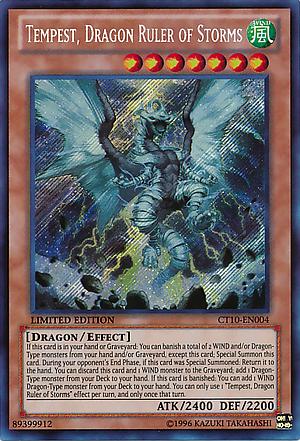 Tempest, Dragon Ruler of Storms
WIND
風
LIMITED EDITION
CT10-EN004
[Dragon/Effect]
If this card is in your hand or Graveyard: You can banish a total of 2 WIND and/or Dragon-
Type monsters from your hand and/or Graveyard, except this card; Special Summon this
card. During your opponent's End Phase, if this card was Special Summoned: Return it to
the hand. You can discard this card and 1 WIND monster to the Graveyard; add 1 Dragon-
Type monster from your Deck to your hand. If this card is banished: You can add 1 WIND
Dragon-Type monster from your Deck to your hand. You can only use 1 "Tempest, Dragon
Ruler of Storms" effect per turn, and only once that turn.
ATK/2400 DEF/2200
89399912
©1996 KAZUKI TAKAHASHI